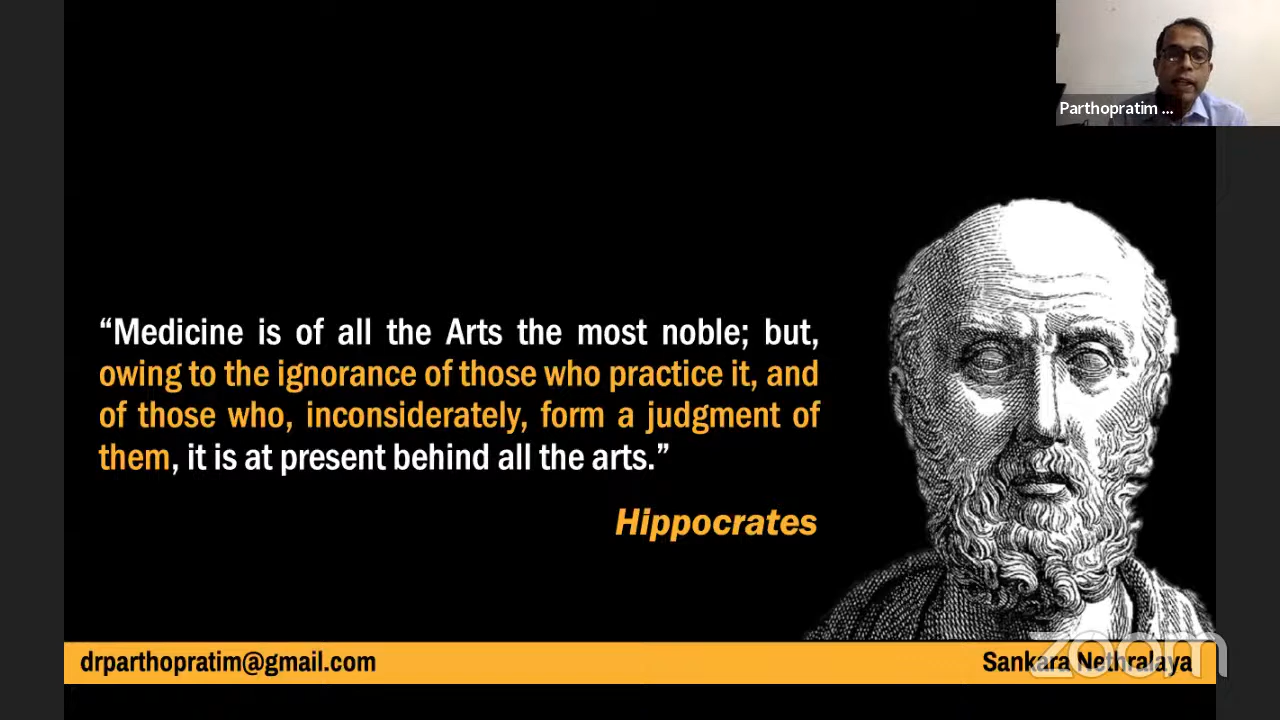 Parthopratim ...
“Medicine is of all the Arts the most noble; but,
owing to the ignorance of those who practice it, and
of those who, inconsiderately, form a judgment of
them, it is at present behind all the arts.”
Hippocrates
drparthopratim@gmail.com
Sankara Nethralaya
zoom